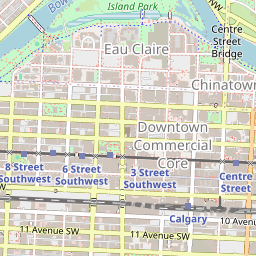 Island Park
Bow
Centre
Street
Bridge
Eau Claire
Chinatown
Downtown
Commercial
Core
8 Street
Southwest
6 Street
Southwest
3 Street
Southwest
Centre
Street
Calgary
10 Avenue
11 Avenue SW
11 Avenue SW